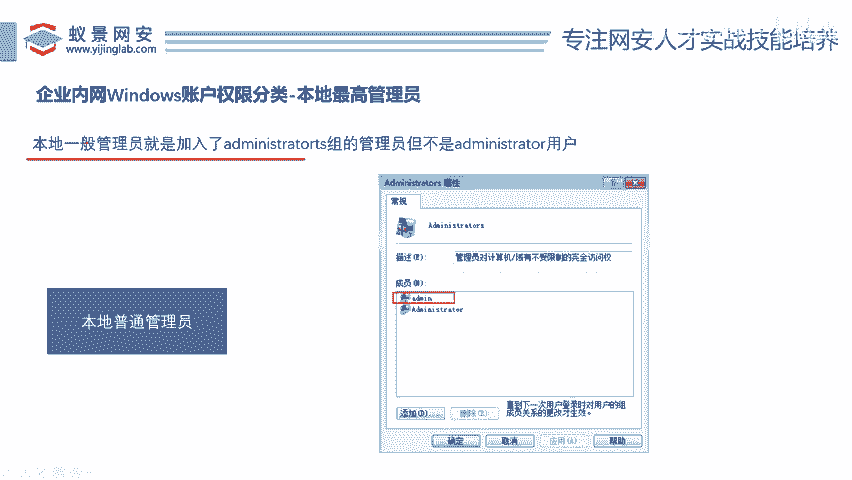 蚁景网安
www.yijinglab.com
专注网安人才实战技能培养
企业内网Windows账户权限分类-本地最高管理员
本地一般管理员就是加入了administratorts组的管理员但不是administrator用户
Administrators 属性
常规
Administrators
描述(E):
管理员对计算机/域有不受限制的完全访问权
成员(M):
admin
Administrator
本地普通管理员
添加(D)...
删除(R)
直到下一次用户登录时对用户的组
成员关系的更改才生效。
确定
取消
应用(A)
帮助